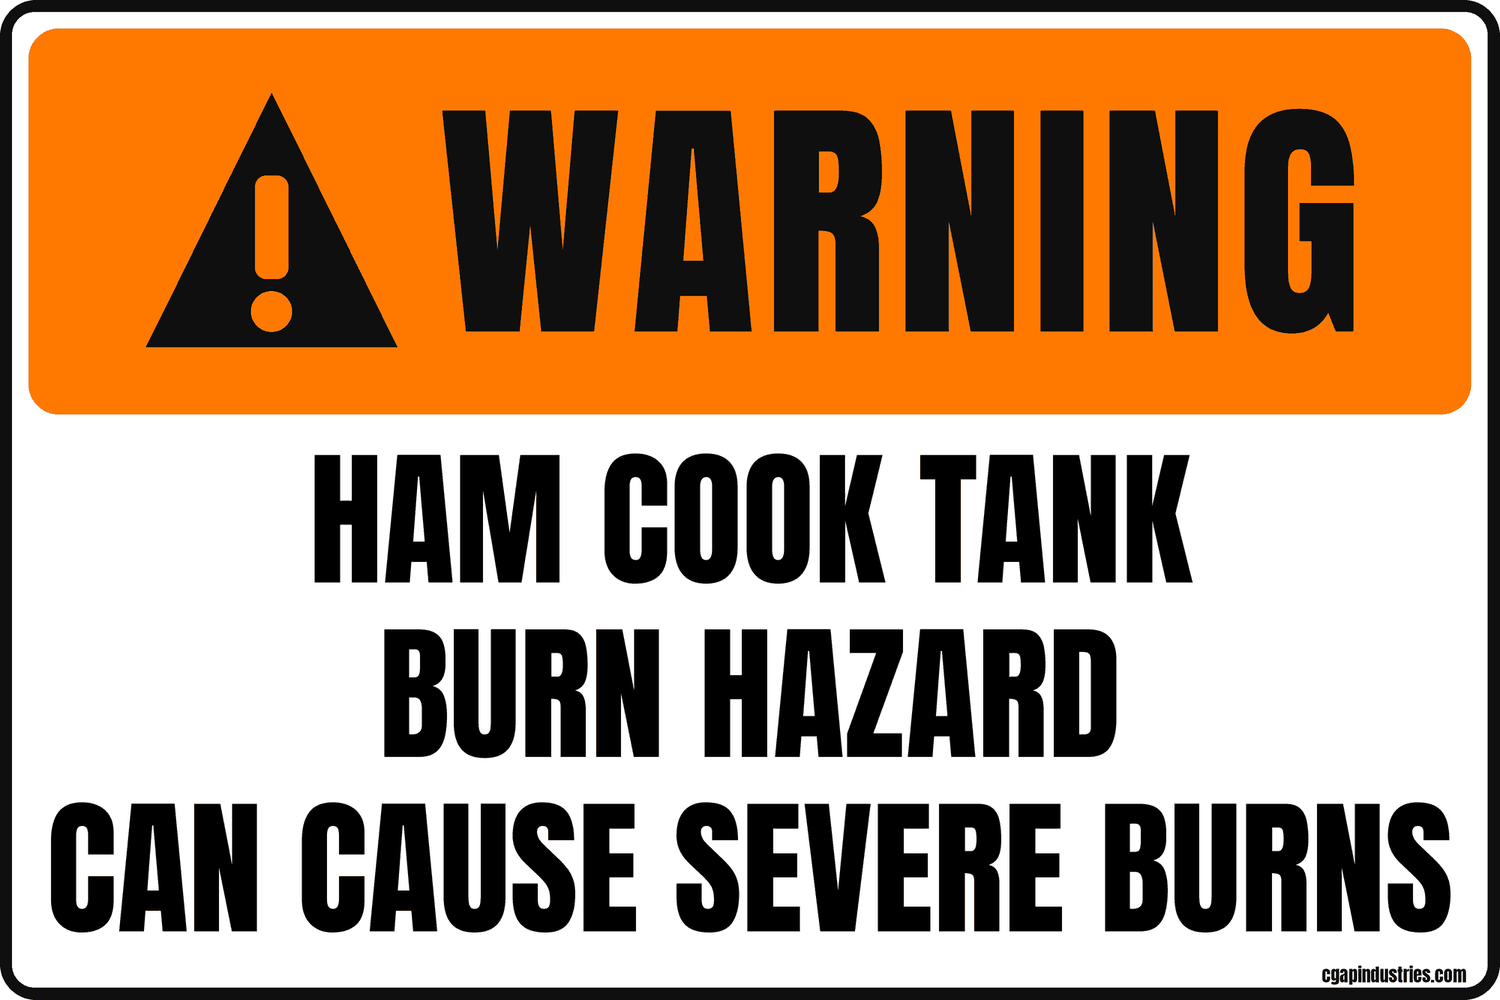 WARNING
HAM COOK TANK
BURN HAZARD
CAN CAUSE SEVERE BURNS
cgapindustries.com